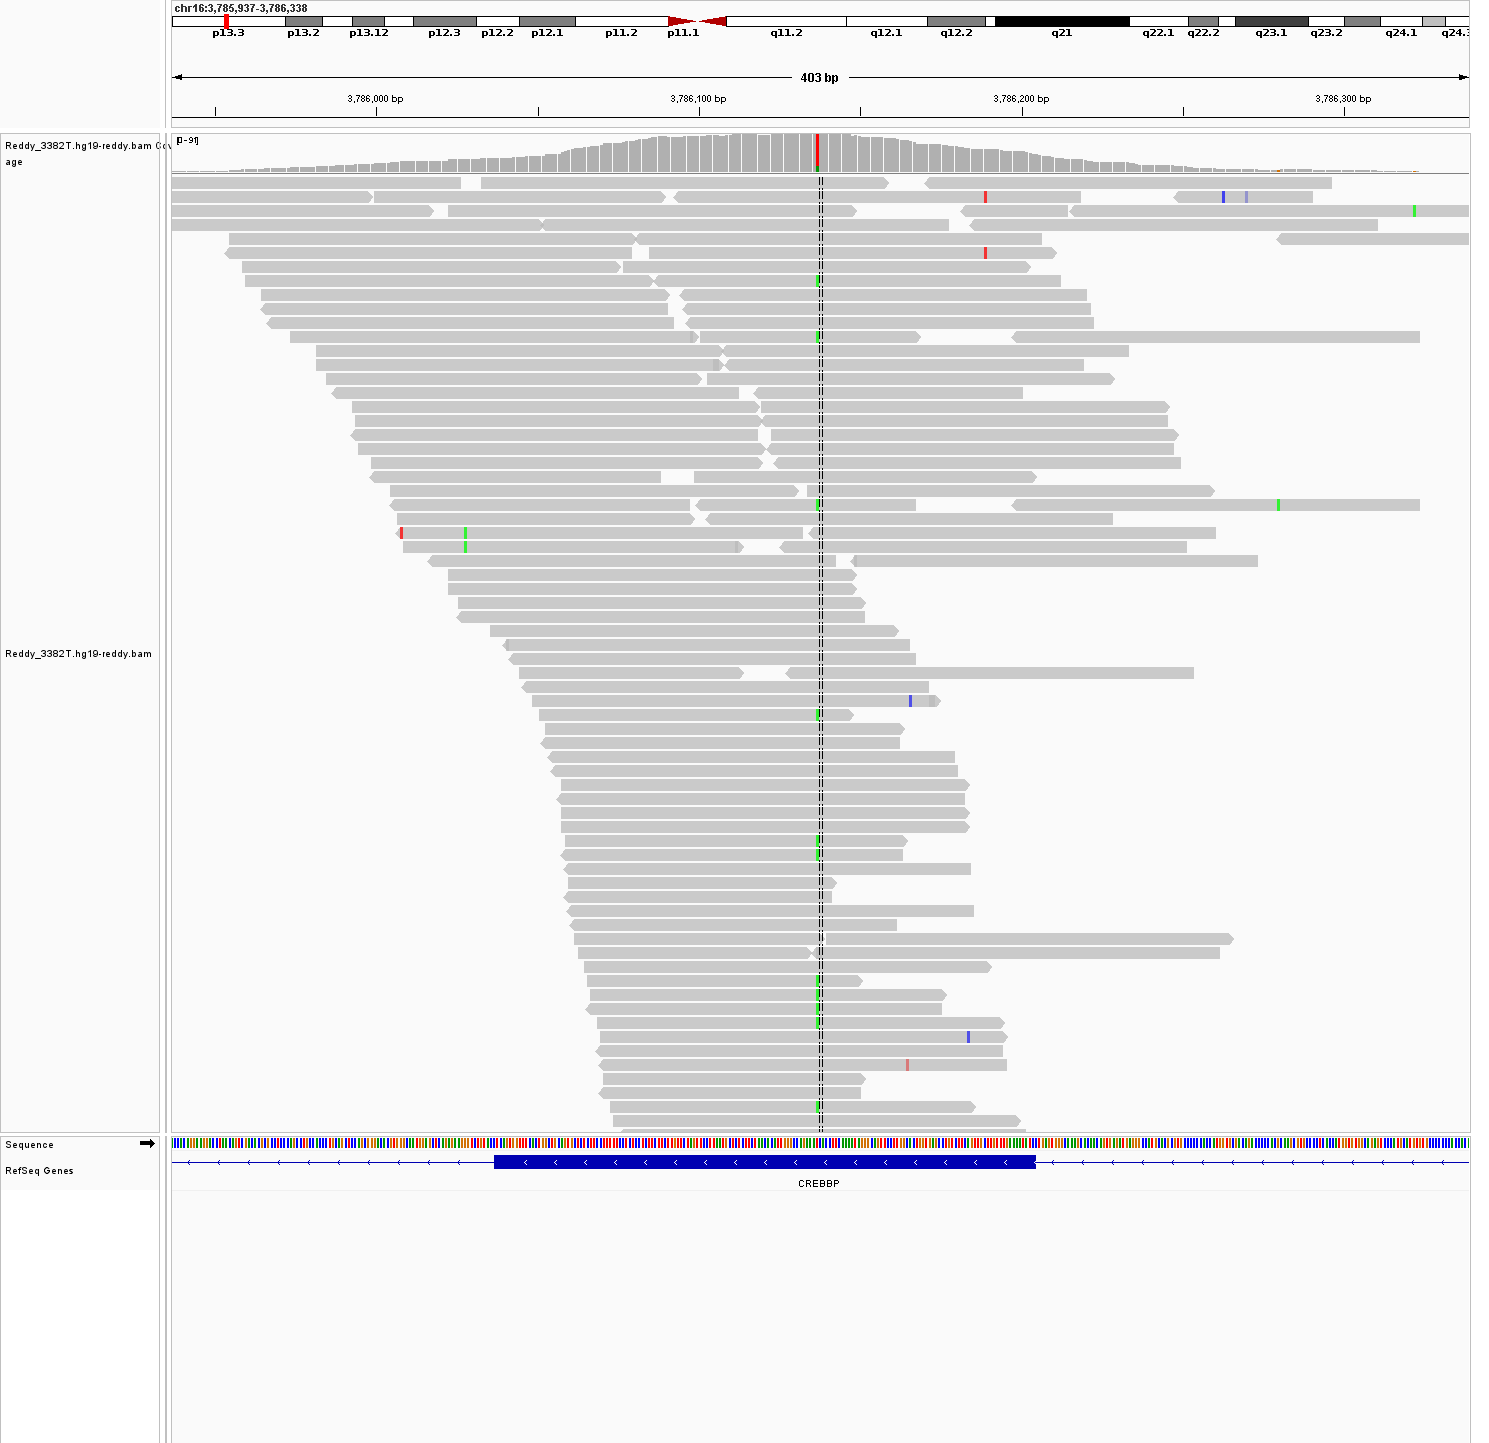 chr16:3,785,937-3,786,338
p13.3 p13.2 p13.12 p12.3 p12.2 p12.1 p11.2 p11.1 q11.2 q12.1 q12.2 q21 q22.1 q22.2 q23.1 q23.2 q24.1 q24.3
403 bp
3,786,000 bp 3,786,100 bp 3,786,200 bp 3,786,300 bp
[0-91]
Reddy_3382T.hg19-reddy.bam Cov
age
Reddy_3382T.hg19-reddy.bam
Sequence
RefSeq Genes
CREBBP